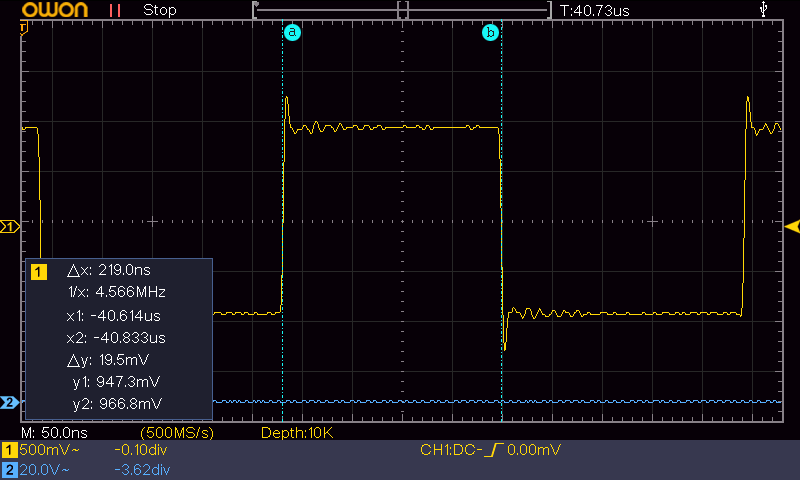 owon Stop T:40.73us
T
a b
1
1
Δx: 219.0ns
1/x: 4.566MHz
x1: -40.614us
x2: -40.833us
Δy: 19.5mV
y1: 947.3mV
y2: 966.8mV
2
M: 50.0ns (500MS/s) Depth:10K
1 500mV~ -0.10div CH1:DC- 0.00mV
2 20.0V~ -3.62div